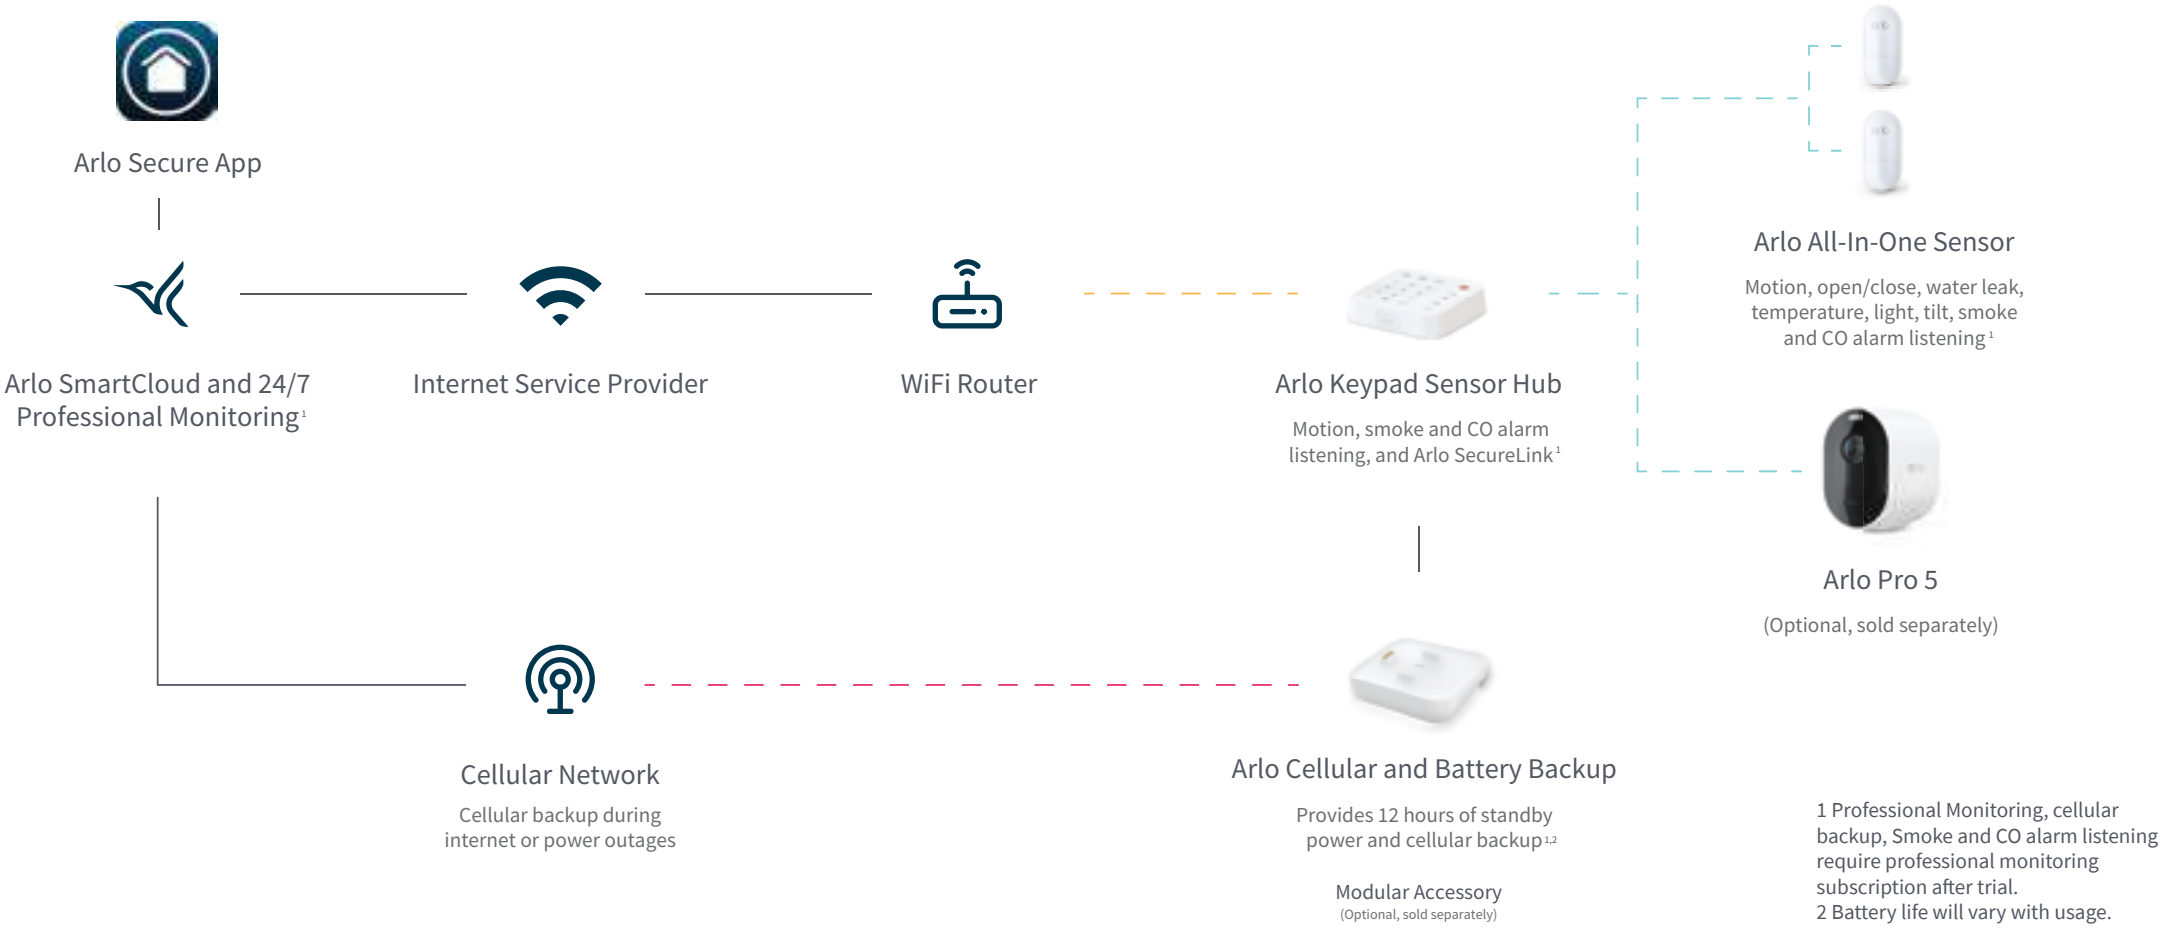 Arlo Secure App
Arlo SmartCloud and 24/7
Professional Monitoring¹
Internet Service Provider
WiFi Router
Arlo Keypad Sensor Hub
Motion, smoke and CO alarm
listening, and Arlo SecureLink¹
Arlo All-In-One Sensor
Motion, open/close, water leak,
temperature, light, tilt, smoke
and CO alarm listening¹
Arlo Pro 5
(Optional, sold separately)
Cellular Network
Cellular backup during
internet or power outages
Arlo Cellular and Battery Backup
Provides 12 hours of standby
power and cellular backup¹,²
Modular Accessory
(Optional, sold separately)
1 Professional Monitoring, cellular
backup, Smoke and CO alarm listening
require professional monitoring
subscription after trial.
2 Battery life will vary with usage.